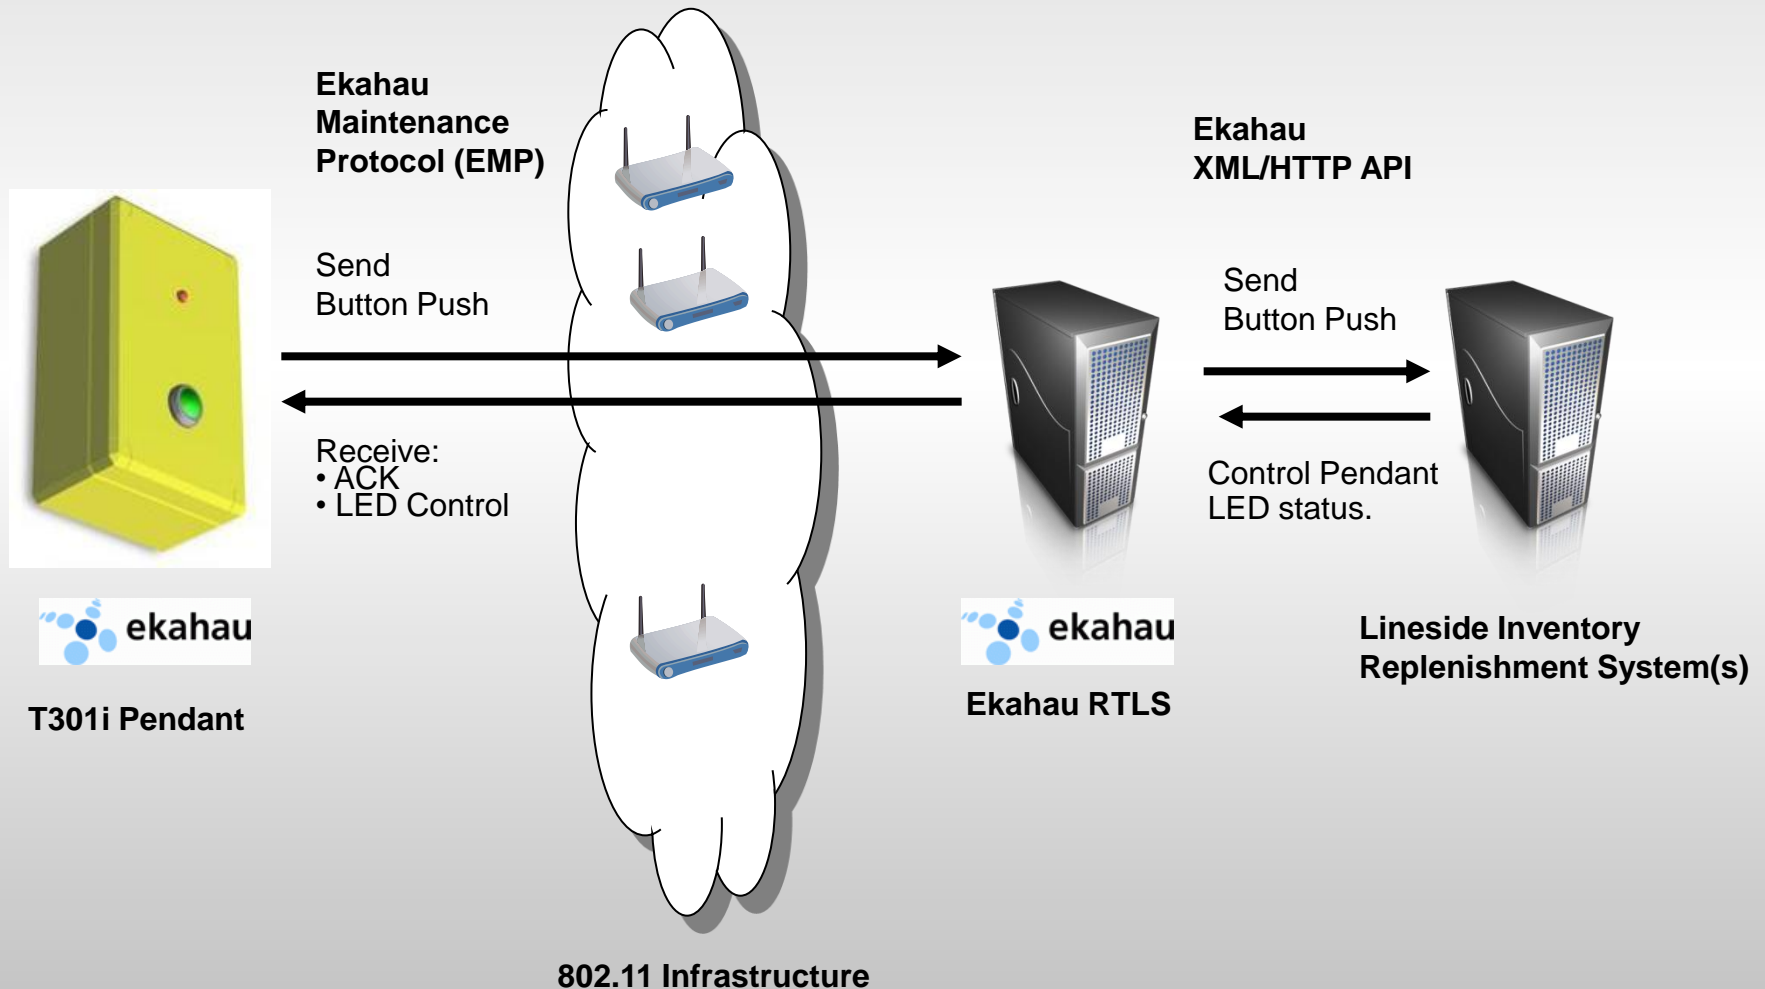 Ekahau
Maintenance
Protocol (EMP)
Ekahau
XML/HTTP API
Send
Button Push
Send
Button Push
Receive:
• ACK
• LED Control
Control Pendant
LED status.
ekahau
T301i Pendant
ekahau
Ekahau RTLS
Lineside Inventory
Replenishment System(s)
802.11 Infrastructure